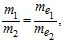 m₁/m₂ = mₑ₁/mₑ₂,